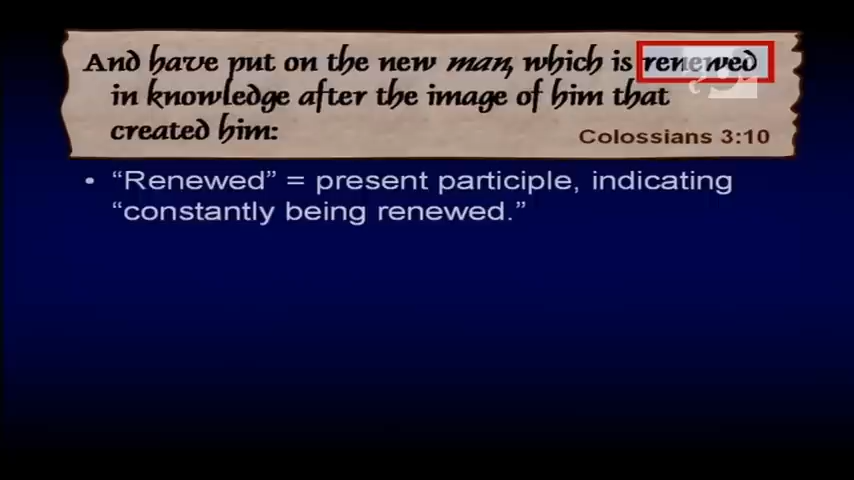 And have put on the new man, which is renewed
in knowledge after the image of him that
created him:
Colossians 3:10
• “Renewed” = present participle, indicating
“constantly being renewed.”